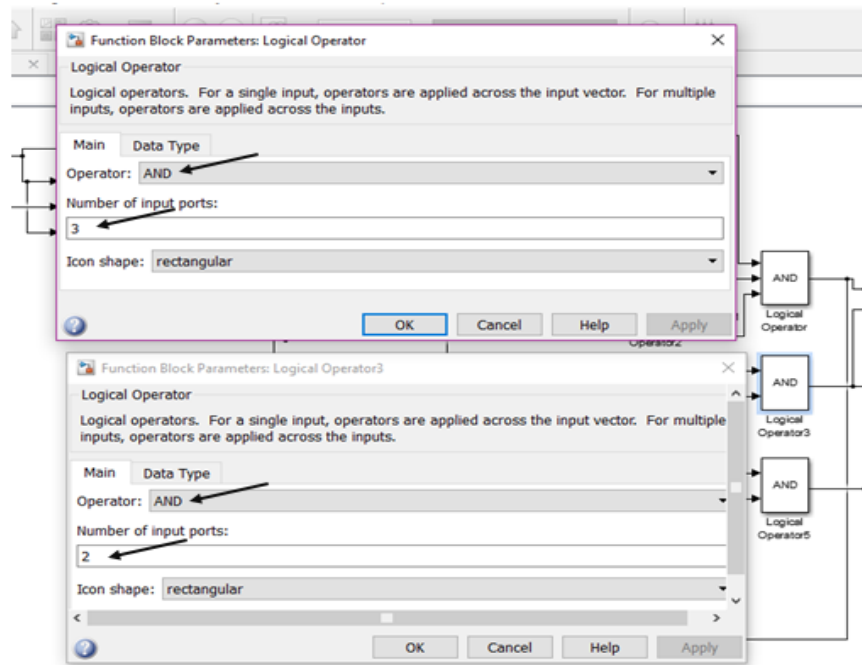 Function Block Parameters: Logical Operator
Logical Operator
Logical operators. For a single input, operators are applied across the input vector. For multiple
inputs, operators are applied across the inputs.
Main Data Type
Operator: AND
Number of input ports:
3
Icon shape: rectangular
OK Cancel Help Apply
AND
Logical
Operator
Operator2
Function Block Parameters: Logical Operator3
Logical Operator
Logical operators. For a single input, operators are applied across the input vector. For multiple
inputs, operators are applied across the inputs.
Main Data Type
Operator: AND
Number of input ports:
2
Icon shape: rectangular
OK Cancel Help Apply
AND
Logical
Operator3
AND
Logical
Operator5